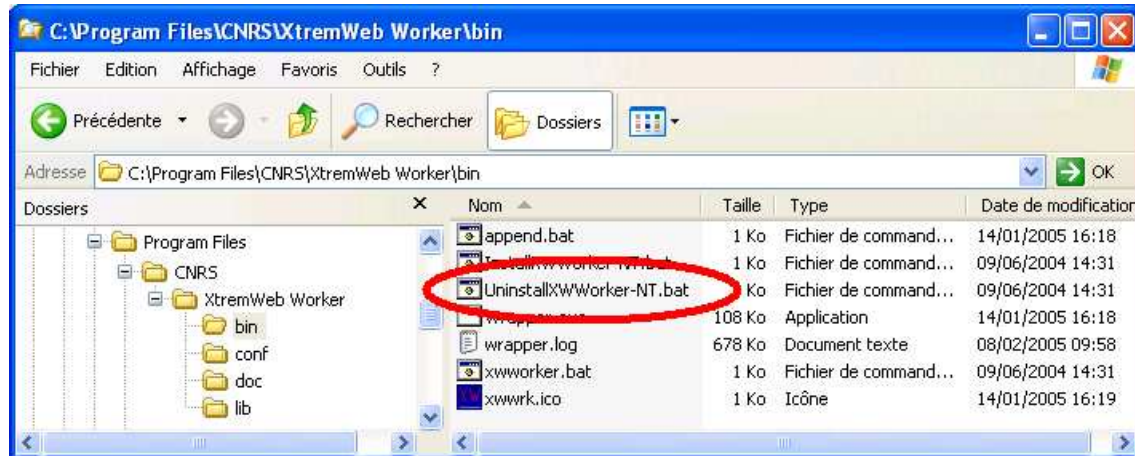 C:\Program Files\CNRS\XtremWeb Worker\bin
Fichier Edition Affichage Favoris Outils ?
Précédente Rechercher Dossiers
Adresse C:\Program Files\CNRS\XtremWeb Worker\bin OK
Dossiers X Nom Taille Type Date de modification
Program Files append.bat 1 Ko Fichier de command... 14/01/2005 16:18
InstallXWWorker-NT.bat 1 Ko Fichier de command... 09/06/2004 14:31
CNRS UninstallXWWorker-NT.bat Ko Fichier de command... 09/06/2004 14:31
XtremWeb Worker wrapper.exe 108 Ko Application 14/01/2005 16:18
bin wrapper.log 678 Ko Document texte 08/02/2005 09:58
conf xwworker.bat 1 Ko Fichier de command... 09/06/2004 14:31
doc xwwrk.ico 1 Ko Icône 14/01/2005 16:19
lib